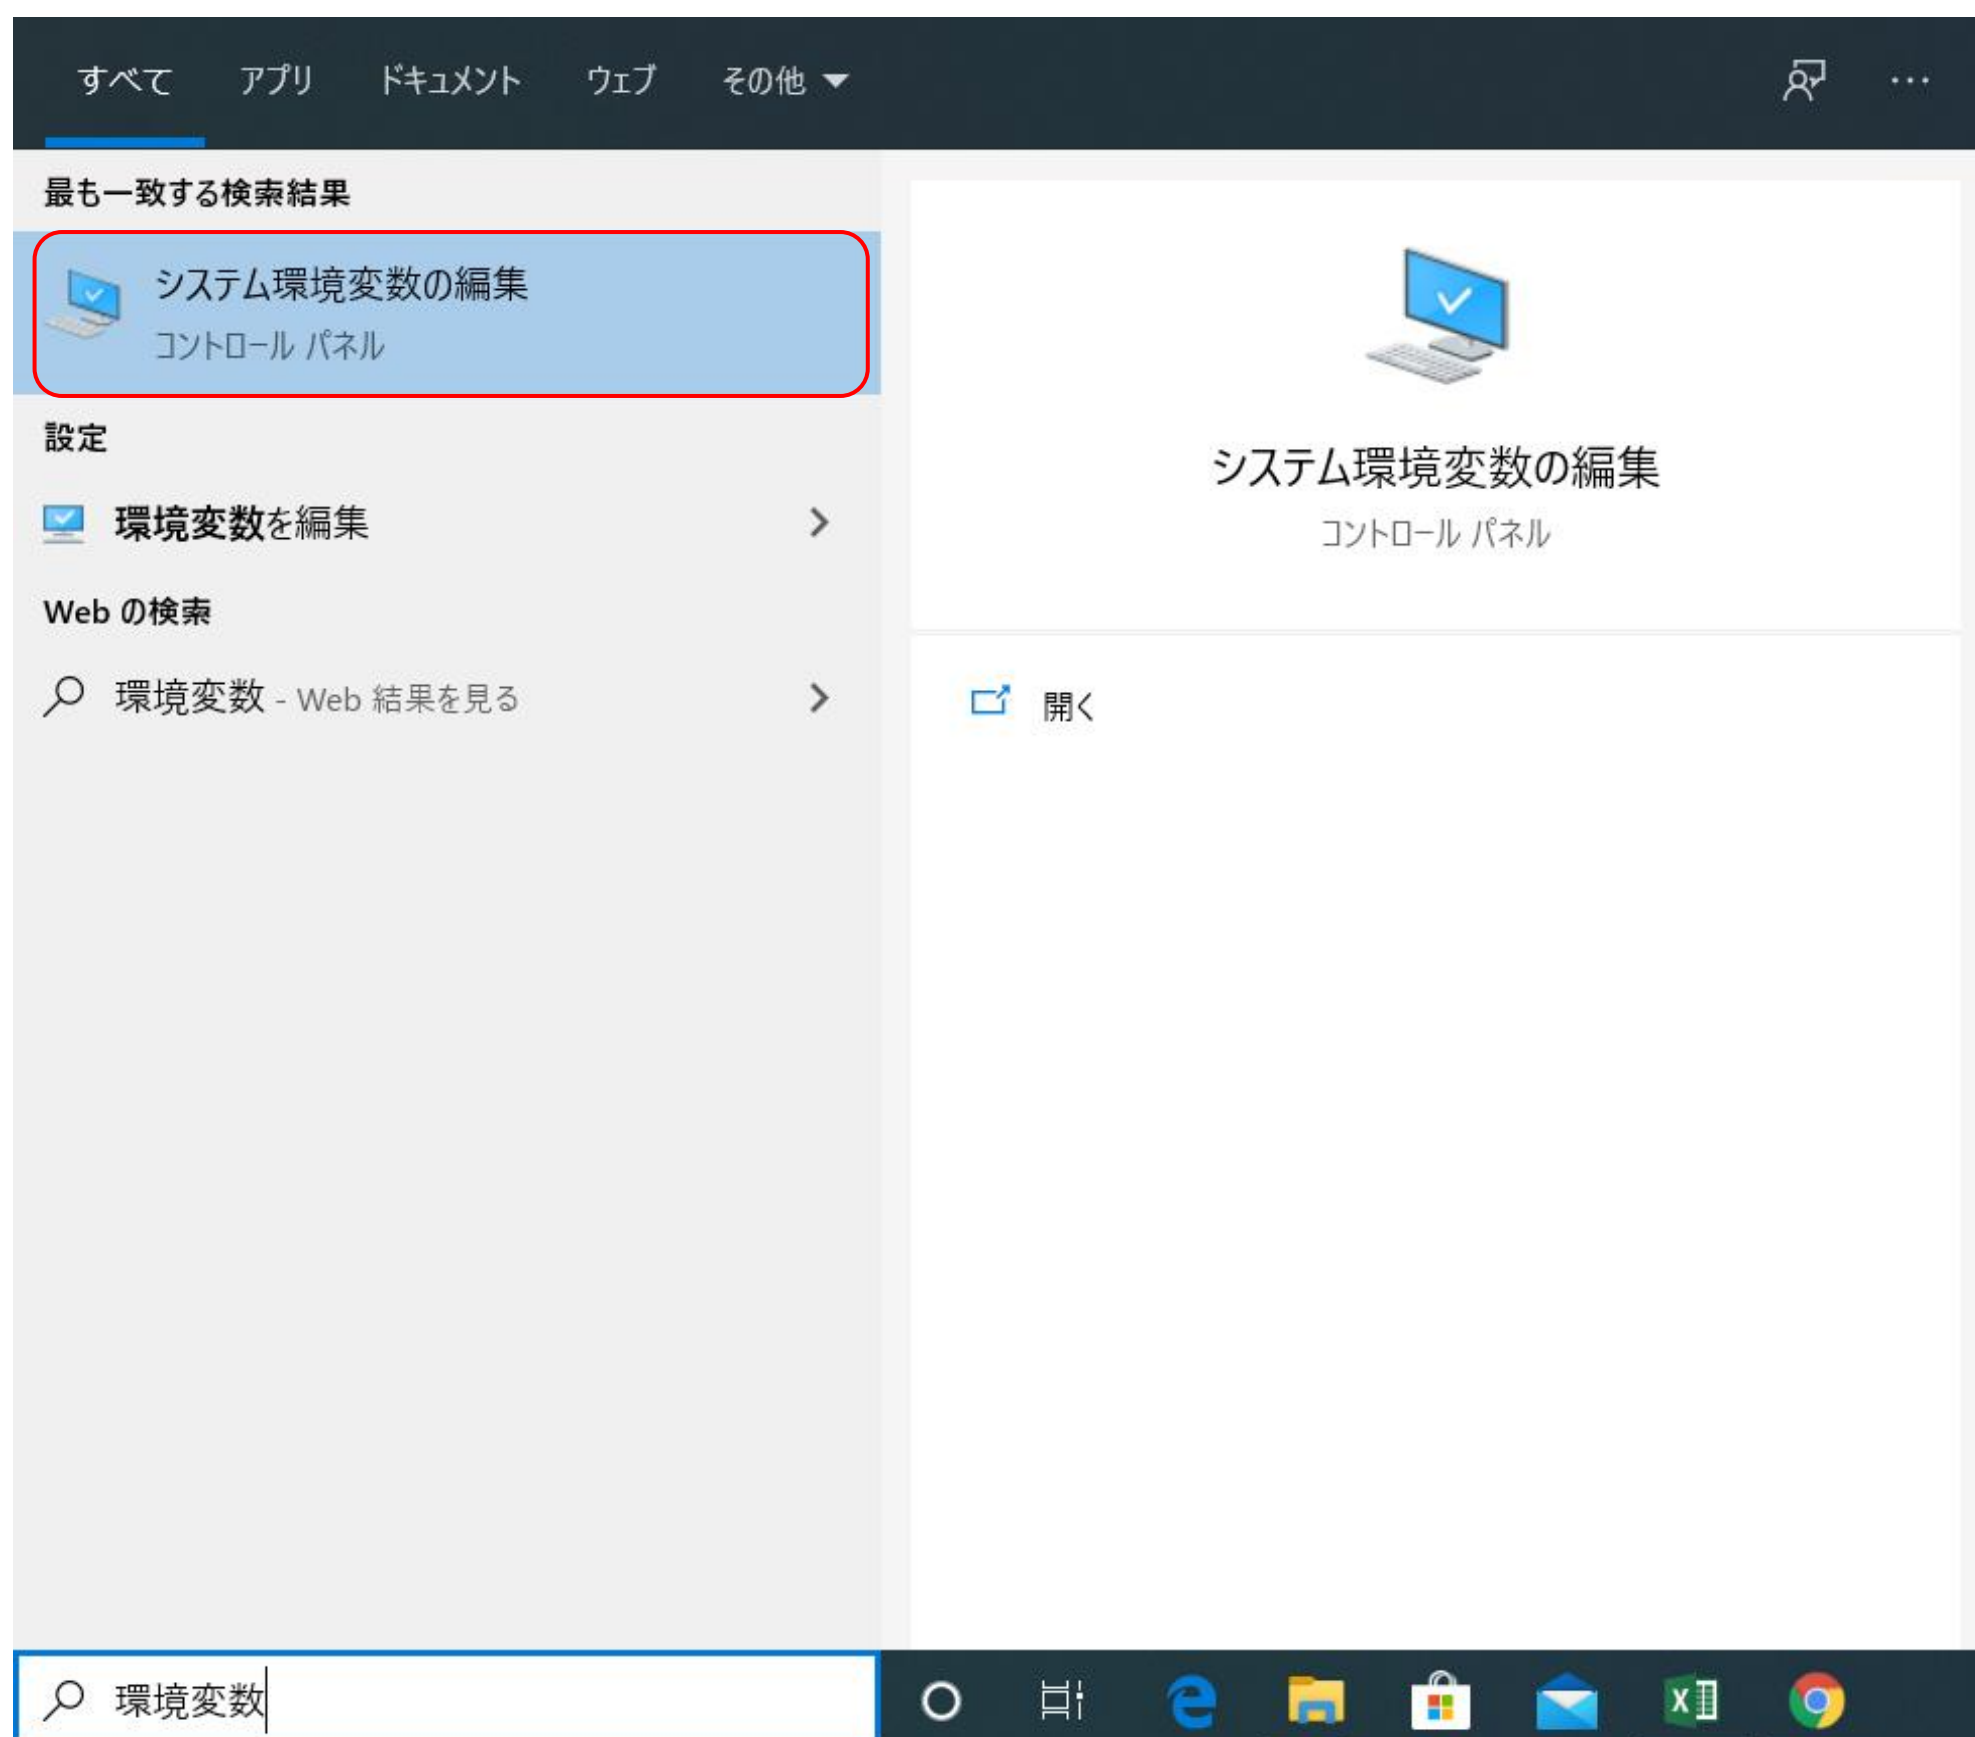 すべて アプリ ドキュメント ウェブ その他
最も一致する検索結果
システム環境変数の編集
コントロール パネル
設定
環境変数を編集
Web の検索
環境変数 - Web 結果を見る
システム環境変数の編集
コントロール パネル
開く
環境変数